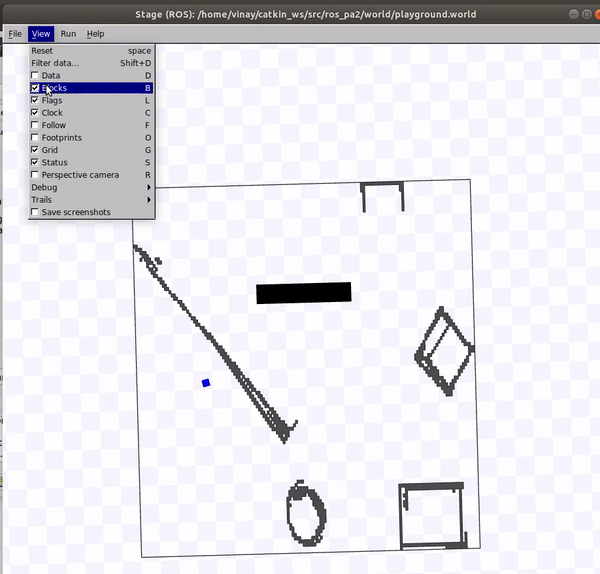 Stage (ROS): /home/vinay/catkin_ws/src/ros_pa2/world/playground.world
File View Run Help
Reset space
Filter data... Shift+D
Data D
Blocks B
Flags L
Clock C
Follow F
Footprints O
Grid G
Status S
Perspective camera R
Debug
Trails
Save screenshots